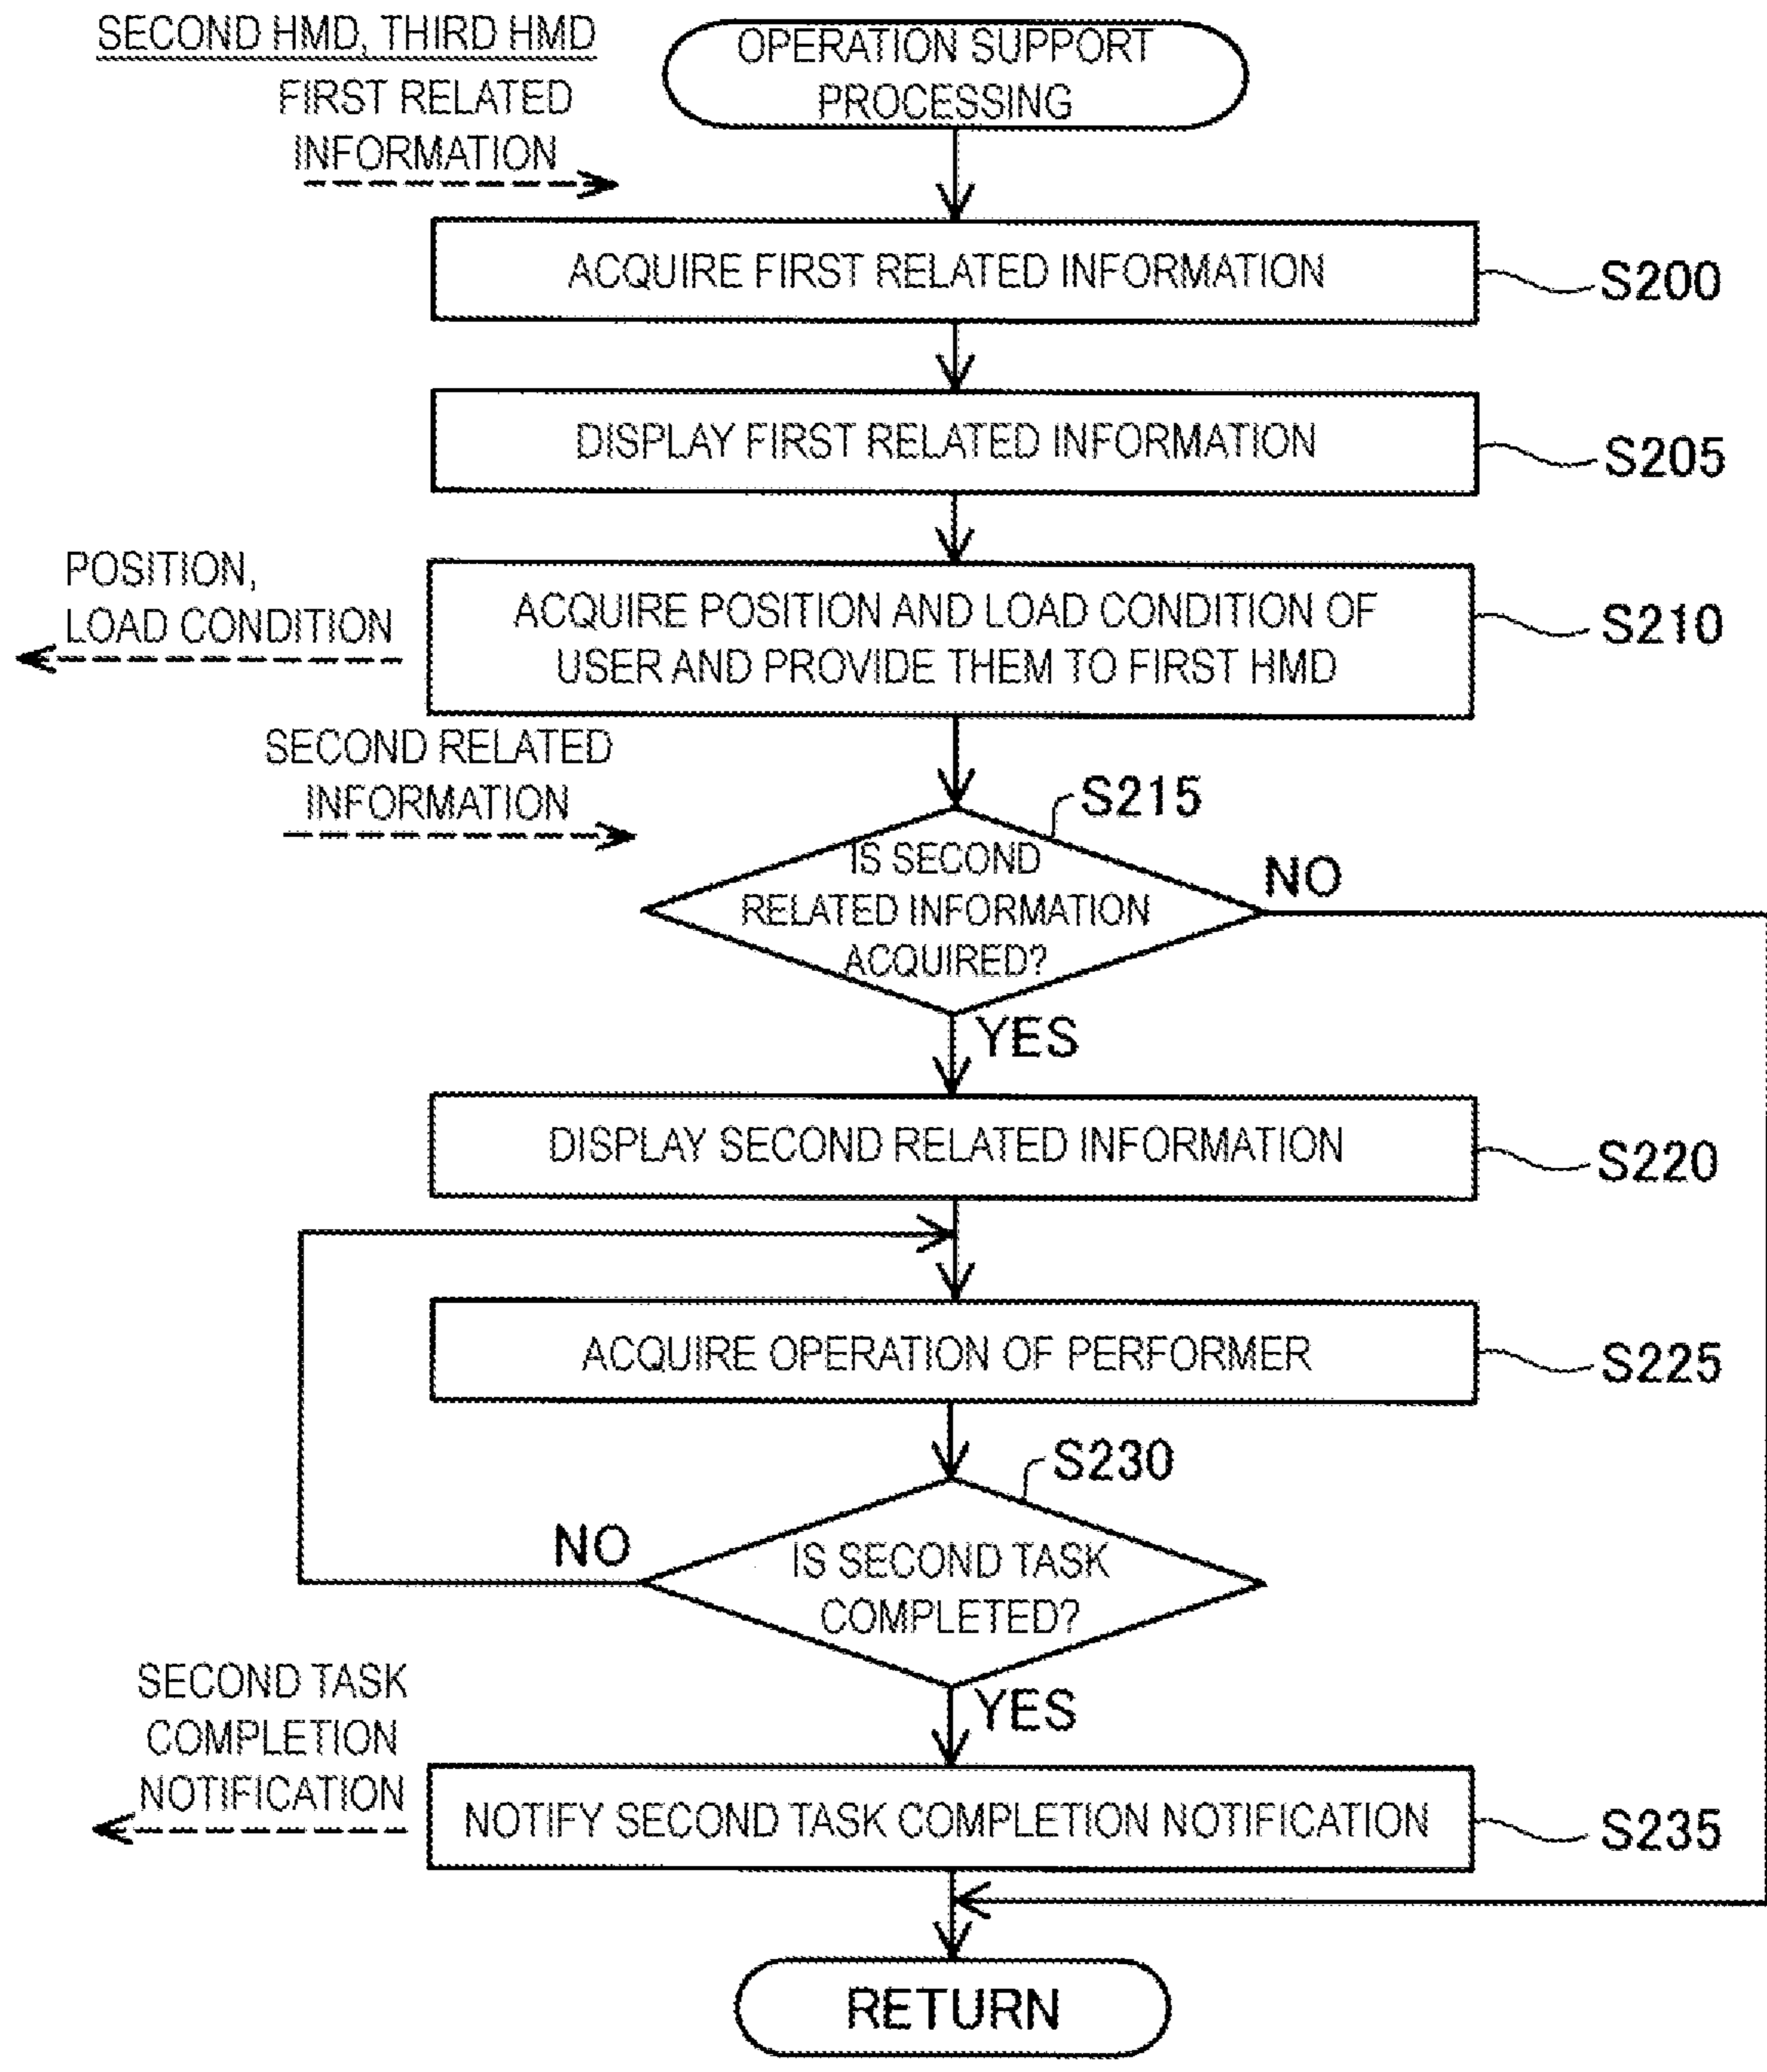 SECOND HMD, THIRD HMD
OPERATION SUPPORT
PROCESSING
FIRST RELATED
INFORMATION
ACQUIRE FIRST RELATED INFORMATION
S200
DISPLAY FIRST RELATED INFORMATION
S205
POSITION,
LOAD CONDITION
ACQUIRE POSITION AND LOAD CONDITION OF
USER AND PROVIDE THEM TO FIRST HMD
S210
SECOND RELATED
INFORMATION
S215
IS SECOND
RELATED INFORMATION
ACQUIRED?
NO
YES
DISPLAY SECOND RELATED INFORMATION
S220
ACQUIRE OPERATION OF PERFORMER
S225
S230
IS SECOND TASK
COMPLETED?
NO
YES
SECOND TASK
COMPLETION
NOTIFICATION
NOTIFY SECOND TASK COMPLETION NOTIFICATION
S235
RETURN